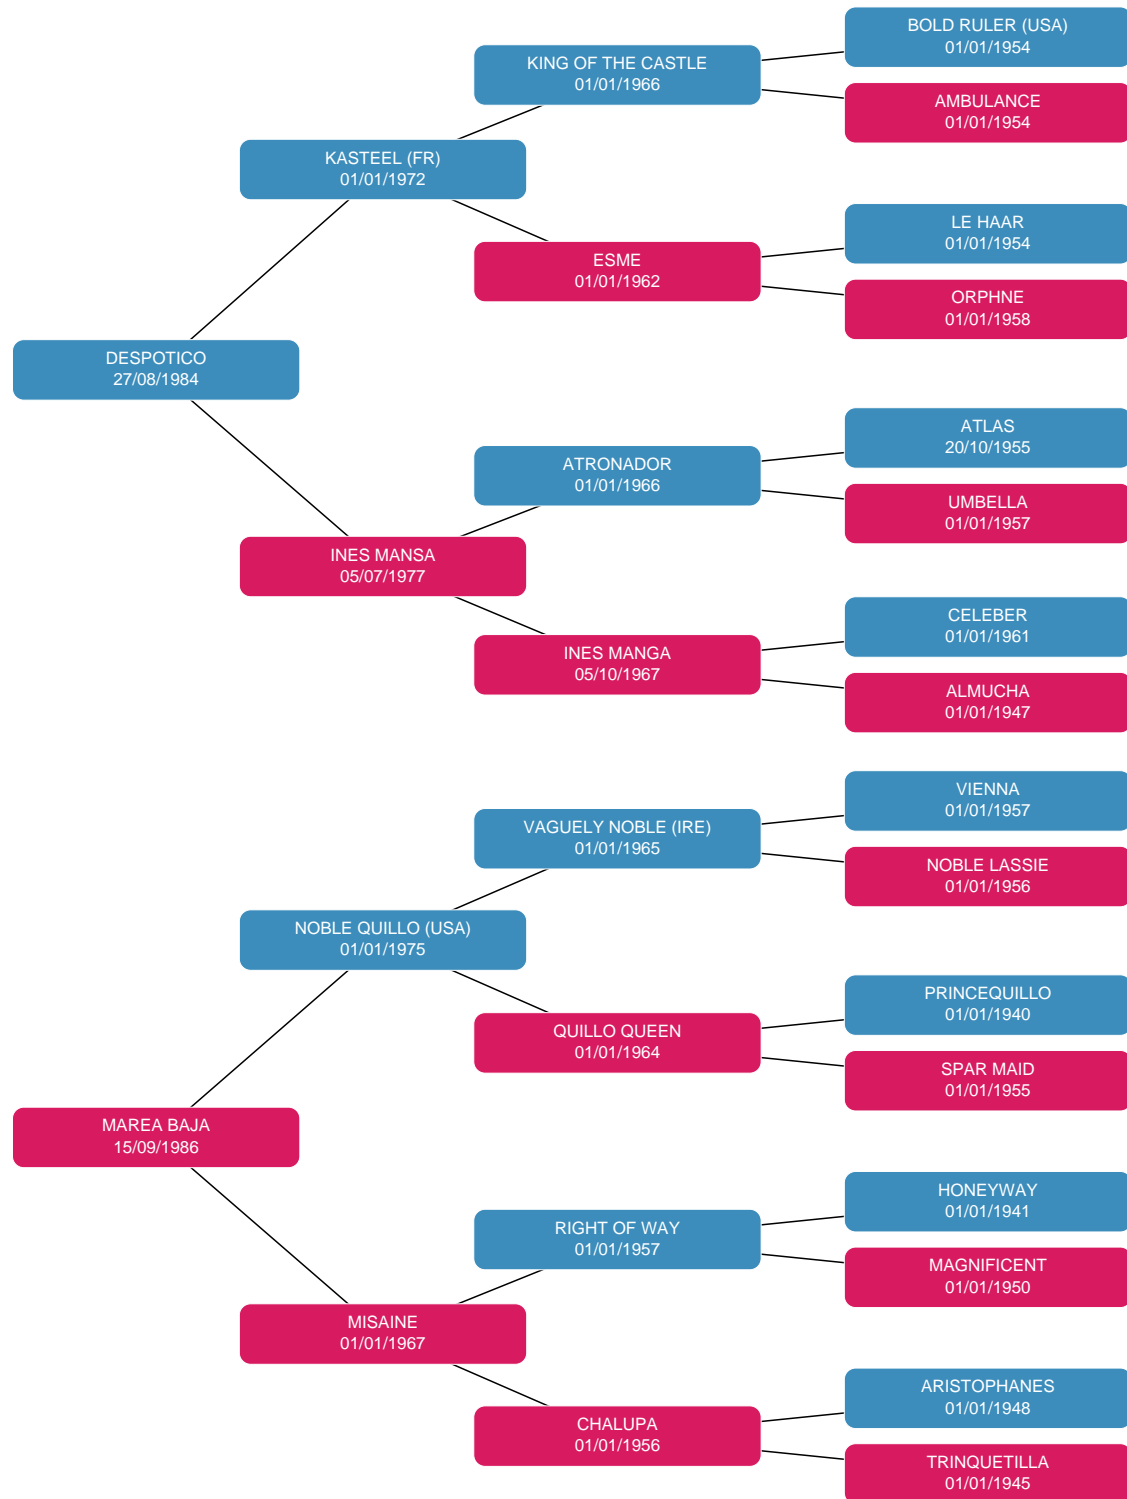 BOLD RULER (USA)
01/01/1954
KING OF THE CASTLE
01/01/1966
AMBULANCE
01/01/1954
KASTEEL (FR)
01/01/1972
LE HAAR
01/01/1954
ESME
01/01/1962
ORPHNE
01/01/1958
DESPOTICO
27/08/1984
ATLAS
20/10/1955
ATRONADOR
01/01/1966
UMBELLA
01/01/1957
INES MANSA
05/07/1977
CELEBER
01/01/1961
INES MANGA
05/10/1967
ALMUCHA
01/01/1947
VIENNA
01/01/1957
VAGUELY NOBLE (IRE)
01/01/1965
NOBLE LASSIE
01/01/1956
NOBLE QUILLO (USA)
01/01/1975
PRINCEQUILLO
01/01/1940
QUILLO QUEEN
01/01/1964
SPAR MAID
01/01/1955
MAREA BAJA
15/09/1986
HONEYWAY
01/01/1941
RIGHT OF WAY
01/01/1957
MAGNIFICENT
01/01/1950
MISAINE
01/01/1967
ARISTOPHANES
01/01/1948
CHALUPA
01/01/1956
TRINQUETILLA
01/01/1945